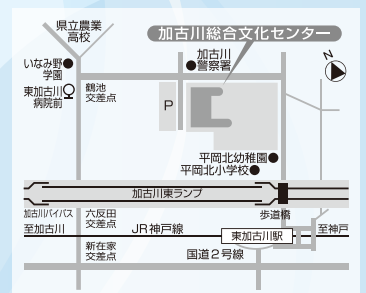 県立農業
高校
加古川総合文化センター
加古川
警察署
いなみ野
学園
東加古川
病院前
鶴池
交差点
P
N
平岡北幼稚園
平岡北小学校
加古川東ランプ
加古川バイパス
六反田
交差点
歩道橋
至加古川
JR神戸線
東加古川駅
至神戸
新在家
交差点
国道2号線